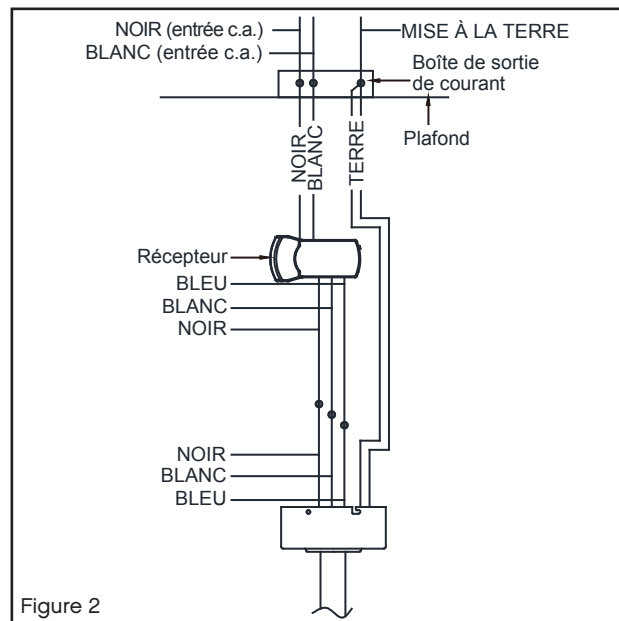 NOIR (entrée c.a.)
BLANC (entrée c.a.)
MISE À LA TERRE
Boîte de sortie
de courant
Plafond
NOIR
BLANC
TERRE
Récepteur
BLEU
BLANC
NOIR
NOIR
BLANC
BLEU
Figure 2